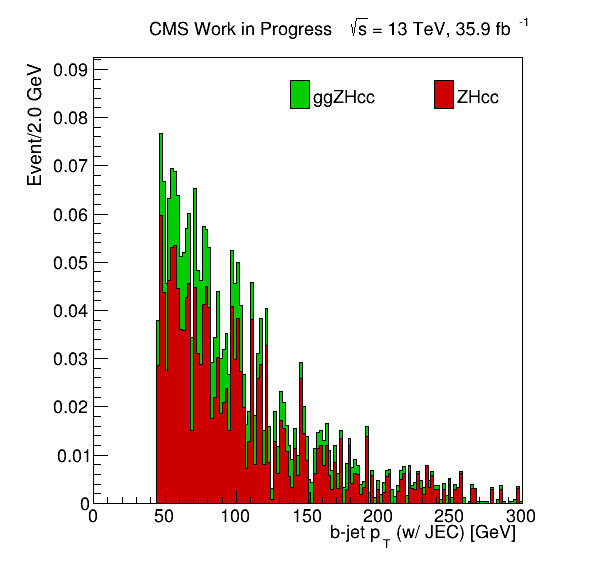 CMS Work in Progress √s = 13 TeV, 35.9 fb⁻¹
Event/2.0 GeV
ggZHcc ZHcc
0.09
0.08
0.07
0.06
0.05
0.04
0.03
0.02
0.01
0
0 50 100 150 200 250 300
b-jet p_T (w/ JEC) [GeV]